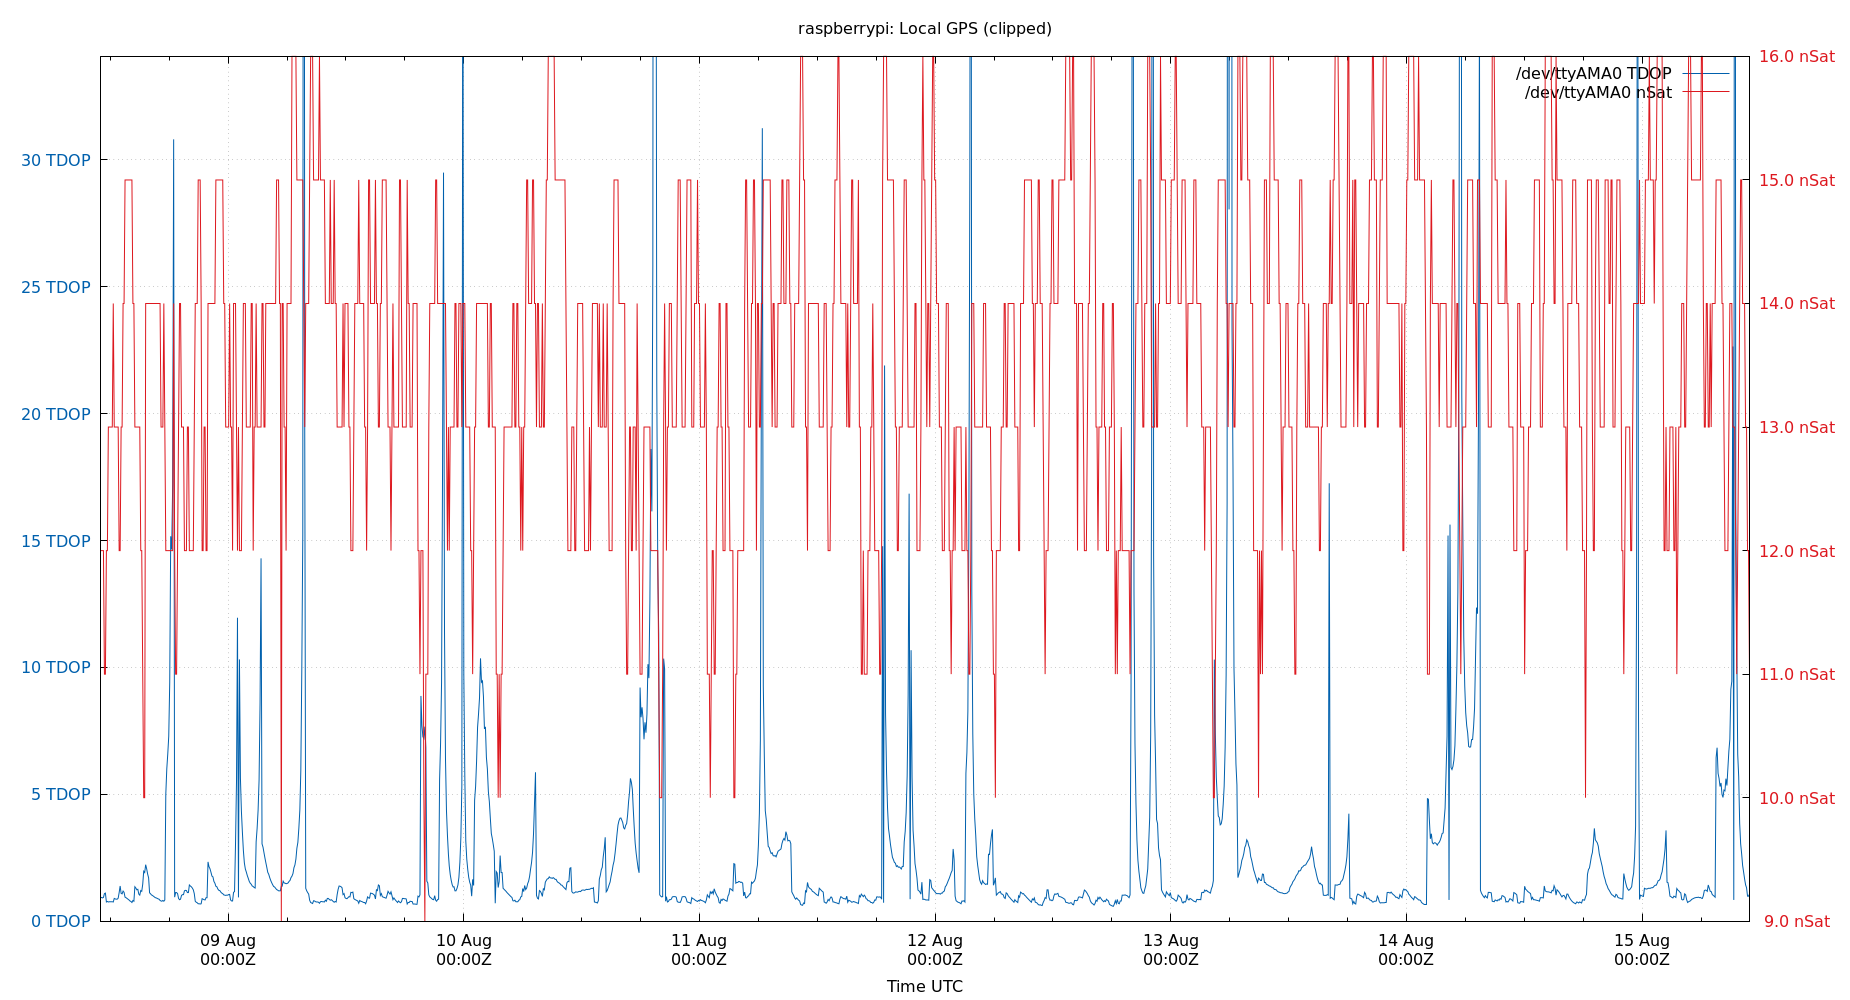 raspberrypi: Local GPS (clipped)
16.0 nSat
/dev/ttyAMA0 TDOP
/dev/ttyAMA0 nSat
30 TDOP
15.0 nSat
25 TDOP
14.0 nSat
20 TDOP
13.0 nSat
15 TDOP
12.0 nSat
10 TDOP
11.0 nSat
5 TDOP
10.0 nSat
0 TDOP
9.0 nSat
09 Aug 10 Aug 11 Aug 12 Aug 13 Aug 14 Aug 15 Aug
00:00Z 00:00Z 00:00Z 00:00Z 00:00Z 00:00Z 00:00Z
Time UTC